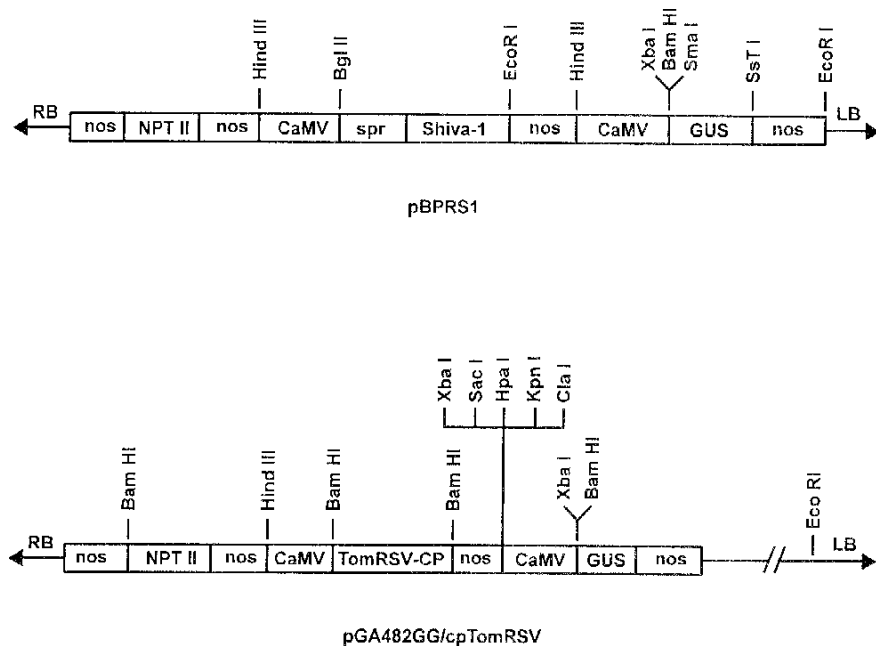 Hind III
Bgl II
EcoR I
Hind III
Xba I
Bam HI
Sma I
SsT I
EcoR I
RB nos NPT II nos CaMV spr Shiva-1 nos CaMV GUS nos LB
pBPRS1
Xba I
Sac I
Hpa I
Kpn I
Cla I
Bam HI
Hind III
Bam HI
Bam HI
Xba I
Bam HI
Eco RI
RB nos NPT II nos CaMV TomRSV-CP nos CaMV GUS nos LB
pGA482GG/cpTomRSV